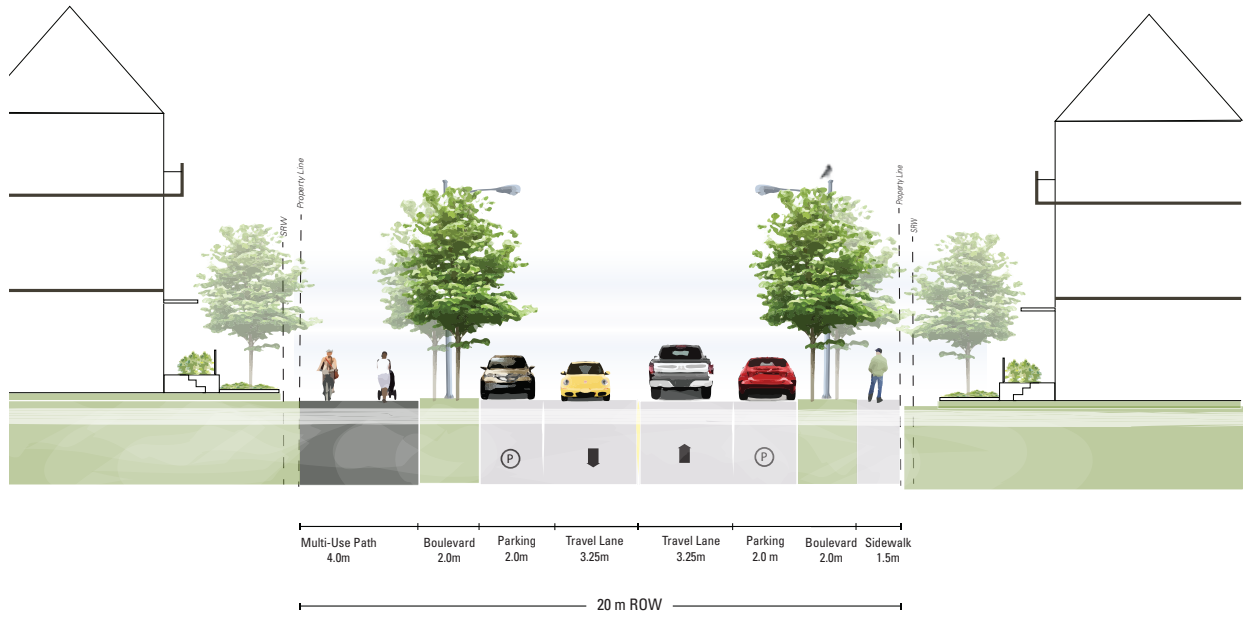 Property Line
SRW
Property Line
SRW
P
P
Multi-Use Path
4.0m
Boulevard
2.0m
Parking
2.0m
Travel Lane
3.25m
Travel Lane
3.25m
Parking
2.0 m
Boulevard
2.0m
Sidewalk
1.5m
20 m ROW